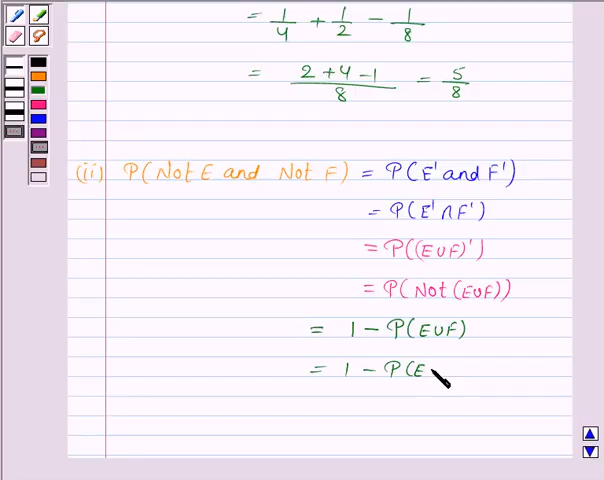 = 1/4 + 1/2 − 1/8
= (2+4−1)/8 = 5/8
(ii) P(Not E and Not F) = P(E' and F')
= P(E' ∩ F')
= P((E∪F)')
= P(Not (E∪F))
= 1 − P(E∪F)
= 1 − P(E